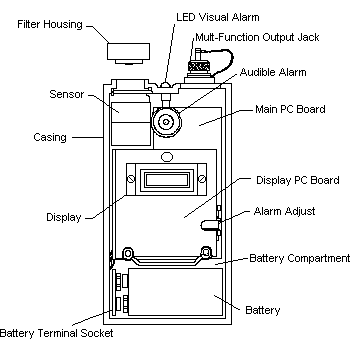 LED Visual Alarm
Filter Housing
Mult-Function Output Jack
Audible Alarm
Sensor
Main PC Board
Casing
Display PC Board
Display
Alarm Adjust
Battery Compartment
Battery
Battery Terminal Socket